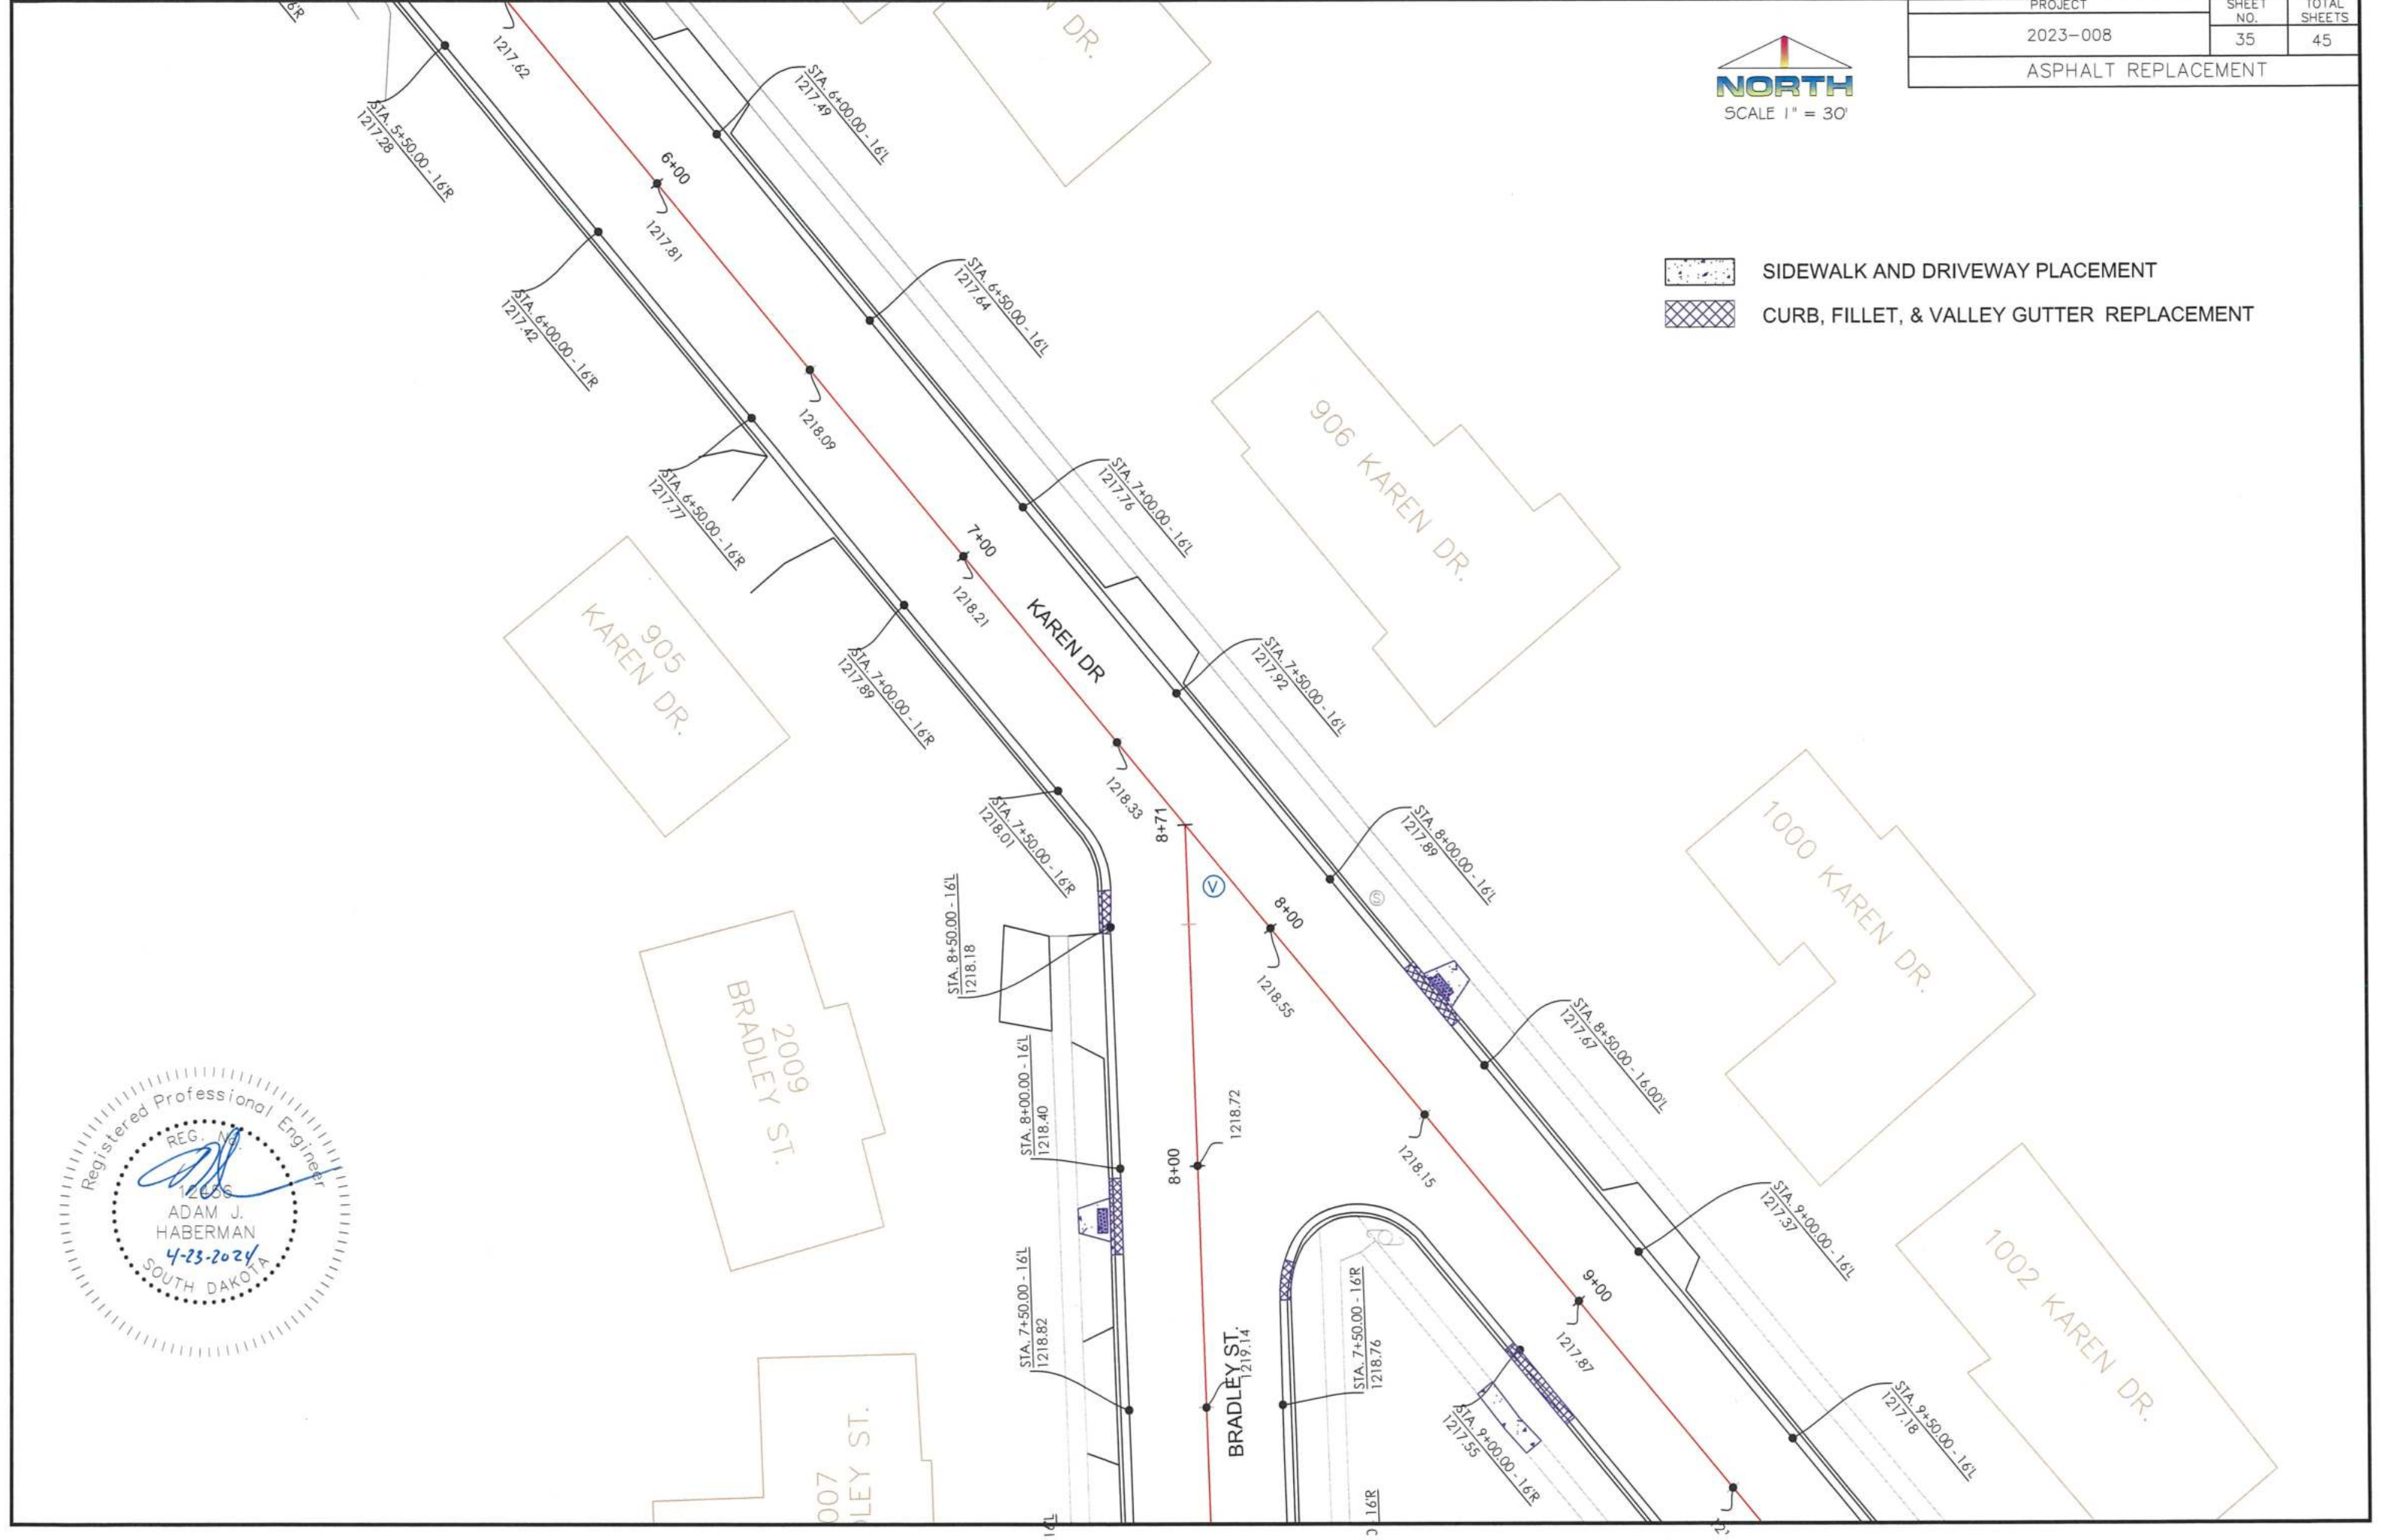 PROJECT
SHEET NO.
TOTAL SHEETS
2023-008
35
45
ASPHALT REPLACEMENT
NORTH
SCALE 1" = 30'
SIDEWALK AND DRIVEWAY PLACEMENT
CURB, FILLET, & VALLEY GUTTER REPLACEMENT
DR.
1217.62
STA. 5+50.00 - 16'R
1217.28
STA. 6+00.00 - 16'L
1217.49
6+00
1217.81
STA. 6+00.00 - 16'R
1217.42
STA. 6+50.00 - 16'L
1217.64
1218.09
STA. 6+50.00 - 16'R
1217.77
STA. 7+00.00 - 16'L
1217.76
7+00
1218.21
KAREN DR
STA. 7+00.00 - 16'R
1217.89
STA. 7+50.00 - 16'L
1217.92
1218.33
8+71
STA. 7+50.00 - 16'R
1218.01
906 KAREN DR.
905
KAREN DR.
STA. 8+00.00 - 16'L
1217.89
8+00
1218.55
V
S
STA. 8+50.00 - 16'L
1218.18
1000 KAREN DR.
2009
BRADLEY ST.
STA. 8+50.00 - 16.00'L
1217.67
1218.15
STA. 8+00.00 - 16'L
1218.40
8+00
1218.72
STA. 9+00.00 - 16'L
1217.37
9+00
1217.87
1002 KAREN DR.
STA. 7+50.00 - 16'L
1218.82
BRADLEY ST.
1219.14
STA. 7+50.00 - 16'R
1218.76
STA. 9+00.00 - 16'R
1217.55
STA. 9+50.00 - 16'L
1217.18
007
LEY ST.
16'L
16'R
12'
Registered Professional Engineer
REG. No.
12456
ADAM J.
HABERMAN
4-23-2024
SOUTH DAKOTA